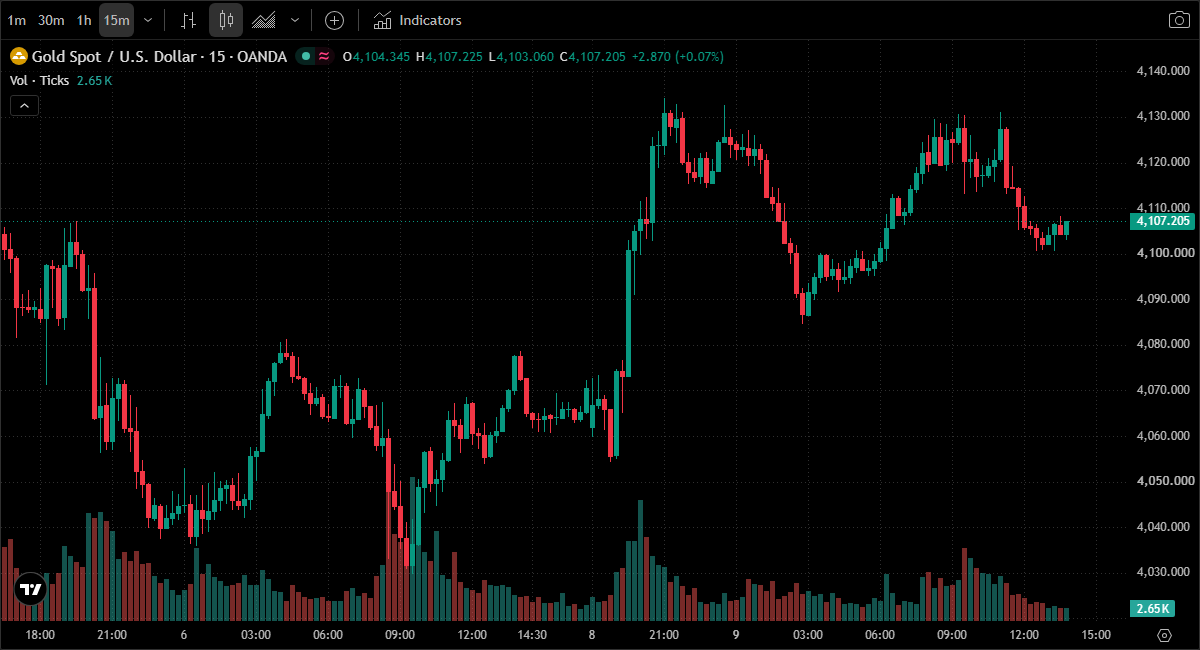 1m 30m 1h 15m Indicators
Gold Spot / U.S. Dollar · 15 · OANDA O4,104.345 H4,107.225 L4,103.060 C4,107.205 +2.870 (+0.07%)
Vol · Ticks 2.65K
4,140.000
4,130.000
4,120.000
4,110.000
4,107.205
4,100.000
4,090.000
4,080.000
4,070.000
4,060.000
4,050.000
4,040.000
4,030.000
2.65K
18:00 21:00 6 03:00 06:00 09:00 12:00 14:30 8 21:00 9 03:00 06:00 09:00 12:00 15:00